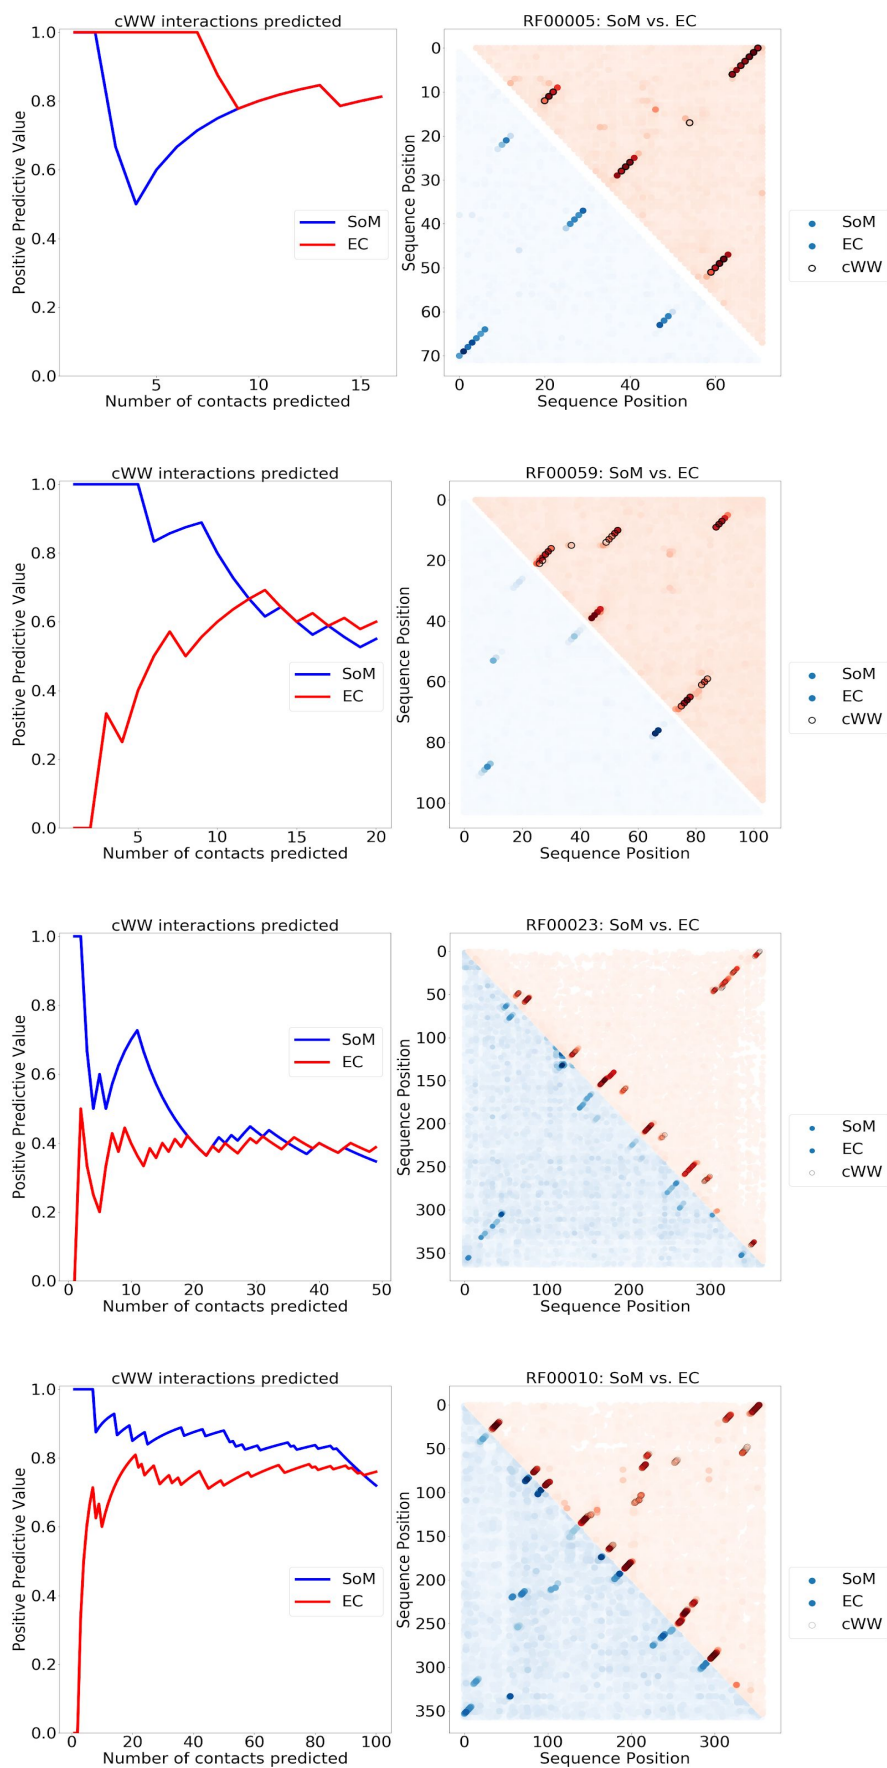 cWW interactions predicted
RF00005: SoM vs. EC
1.0
0.8
0.6
0.4
0.2
0.0
Positive Predictive Value
SoM
EC
5
10
15
Number of contacts predicted
0
10
20
30
40
50
60
70
Sequence Position
0
20
40
60
Sequence Position
SoM
EC
cWW
cWW interactions predicted
RF00059: SoM vs. EC
1.0
0.8
0.6
0.4
0.2
0.0
Positive Predictive Value
SoM
EC
5
10
15
20
Number of contacts predicted
0
20
40
60
80
100
Sequence Position
0
20
40
60
80
100
Sequence Position
SoM
EC
cWW
cWW interactions predicted
RF00023: SoM vs. EC
1.0
0.8
0.6
0.4
0.2
0.0
Positive Predictive Value
SoM
EC
0
10
20
30
40
50
Number of contacts predicted
0
50
100
150
200
250
300
350
Sequence Position
0
100
200
300
Sequence Position
SoM
EC
cWW
cWW interactions predicted
RF00010: SoM vs. EC
1.0
0.8
0.6
0.4
0.2
0.0
Positive Predictive Value
SoM
EC
0
20
40
60
80
100
Number of contacts predicted
0
50
100
150
200
250
300
350
Sequence Position
0
100
200
300
Sequence Position
SoM
EC
cWW